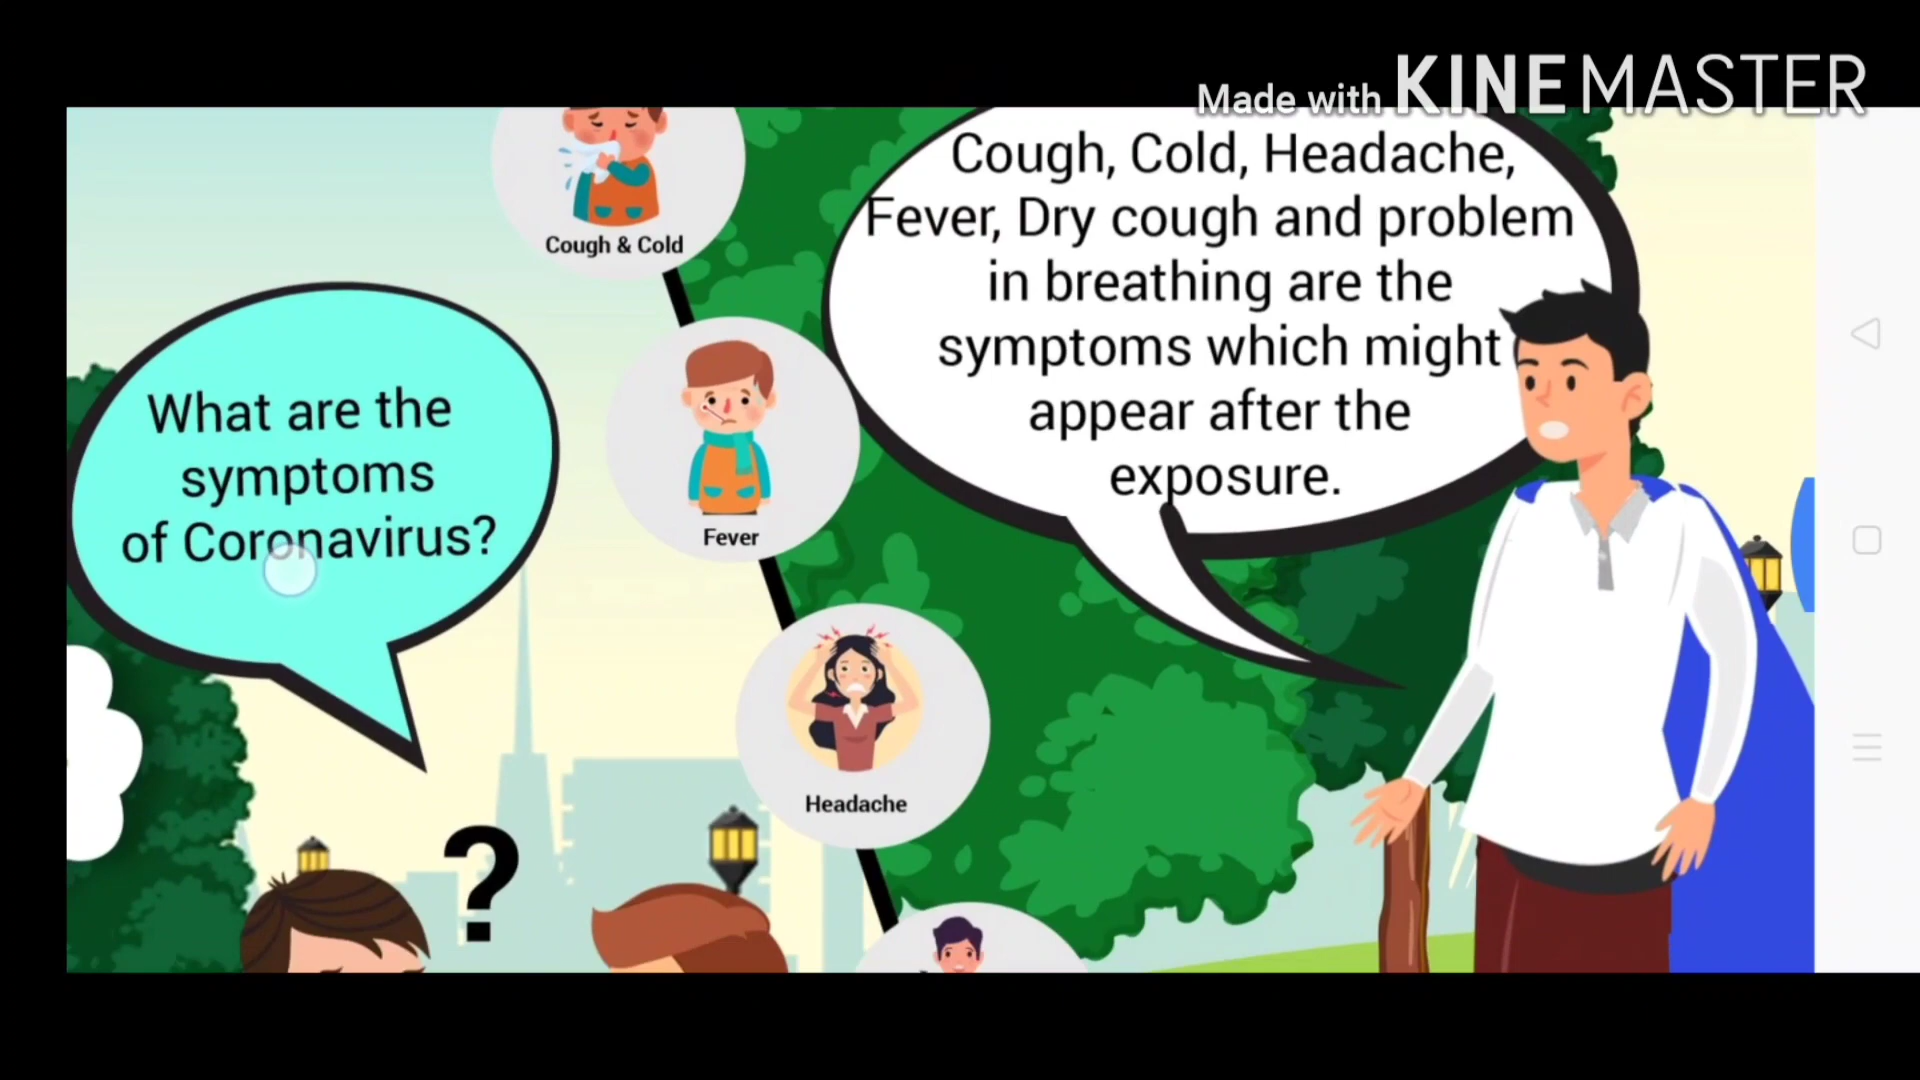 Made with KINEMASTER
Cough, Cold, Headache,
Fever, Dry cough and problem
in breathing are the
symptoms which might
appear after the
exposure.
Cough & Cold
What are the
symptoms
of Coronavirus?
Fever
Headache
?